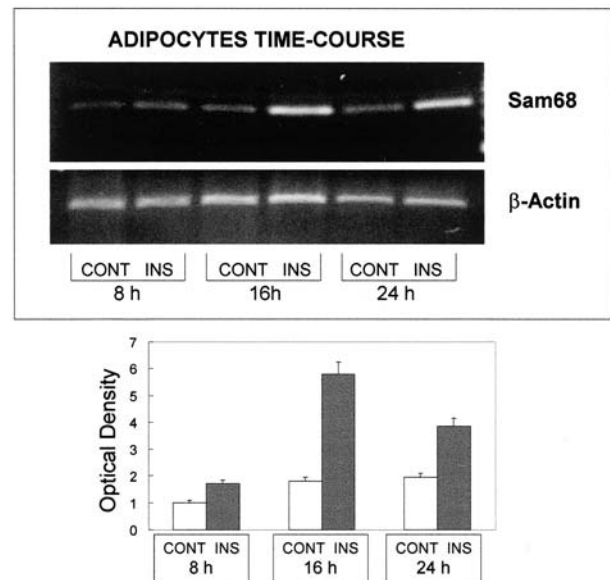 ADIPOCYTES TIME-COURSE
Sam68
β-Actin
CONT INS CONT INS CONT INS
8 h 16h 24 h
7
6
5
4
3
2
1
0
Optical Density
CONT INS CONT INS CONT INS
8 h 16 h 24 h